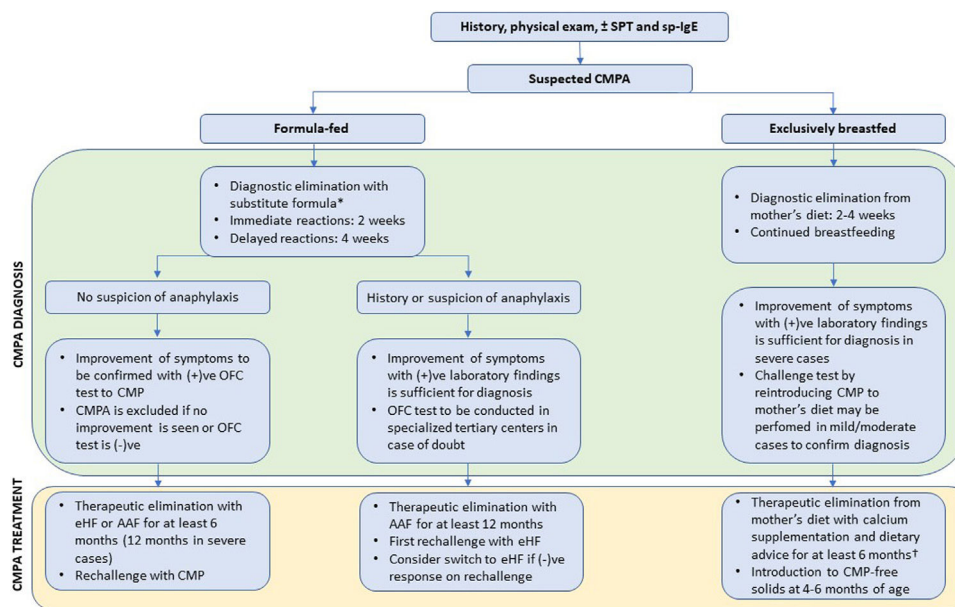 History, physical exam, ± SPT and sp-IgE
Suspected CMPA
Formula-fed
Exclusively breastfed
CMPA DIAGNOSIS
• Diagnostic elimination with
substitute formula*
• Immediate reactions: 2 weeks
• Delayed reactions: 4 weeks
• Diagnostic elimination from
mother's diet: 2-4 weeks
• Continued breastfeeding
No suspicion of anaphylaxis
History or suspicion of anaphylaxis
• Improvement of symptoms to
be confirmed with (+)ve OFC
test to CMP
• CMPA is excluded if no
improvement is seen or OFC
test is (-)ve
• Improvement of symptoms
with (+)ve laboratory findings
is sufficient for diagnosis
• OFC test to be conducted in
specialized tertiary centers in
case of doubt
• Improvement of symptoms
with (+)ve laboratory findings
is sufficient for diagnosis in
severe cases
• Challenge test by
reintroducing CMP to
mother's diet may be
perfomed in mild/moderate
cases to confirm diagnosis
CMPA TREATMENT
• Therapeutic elimination with
eHF or AAF for at least 6
months (12 months in severe
cases)
• Rechallenge with CMP
• Therapeutic elimination with
AAF for at least 12 months
• First rechallenge with eHF
• Consider switch to eHF if (-)ve
response on rechallenge
• Therapeutic elimination from
mother's diet with calcium
supplementation and dietary
advice for at least 6 months†
• Introduction to CMP-free
solids at 4-6 months of age